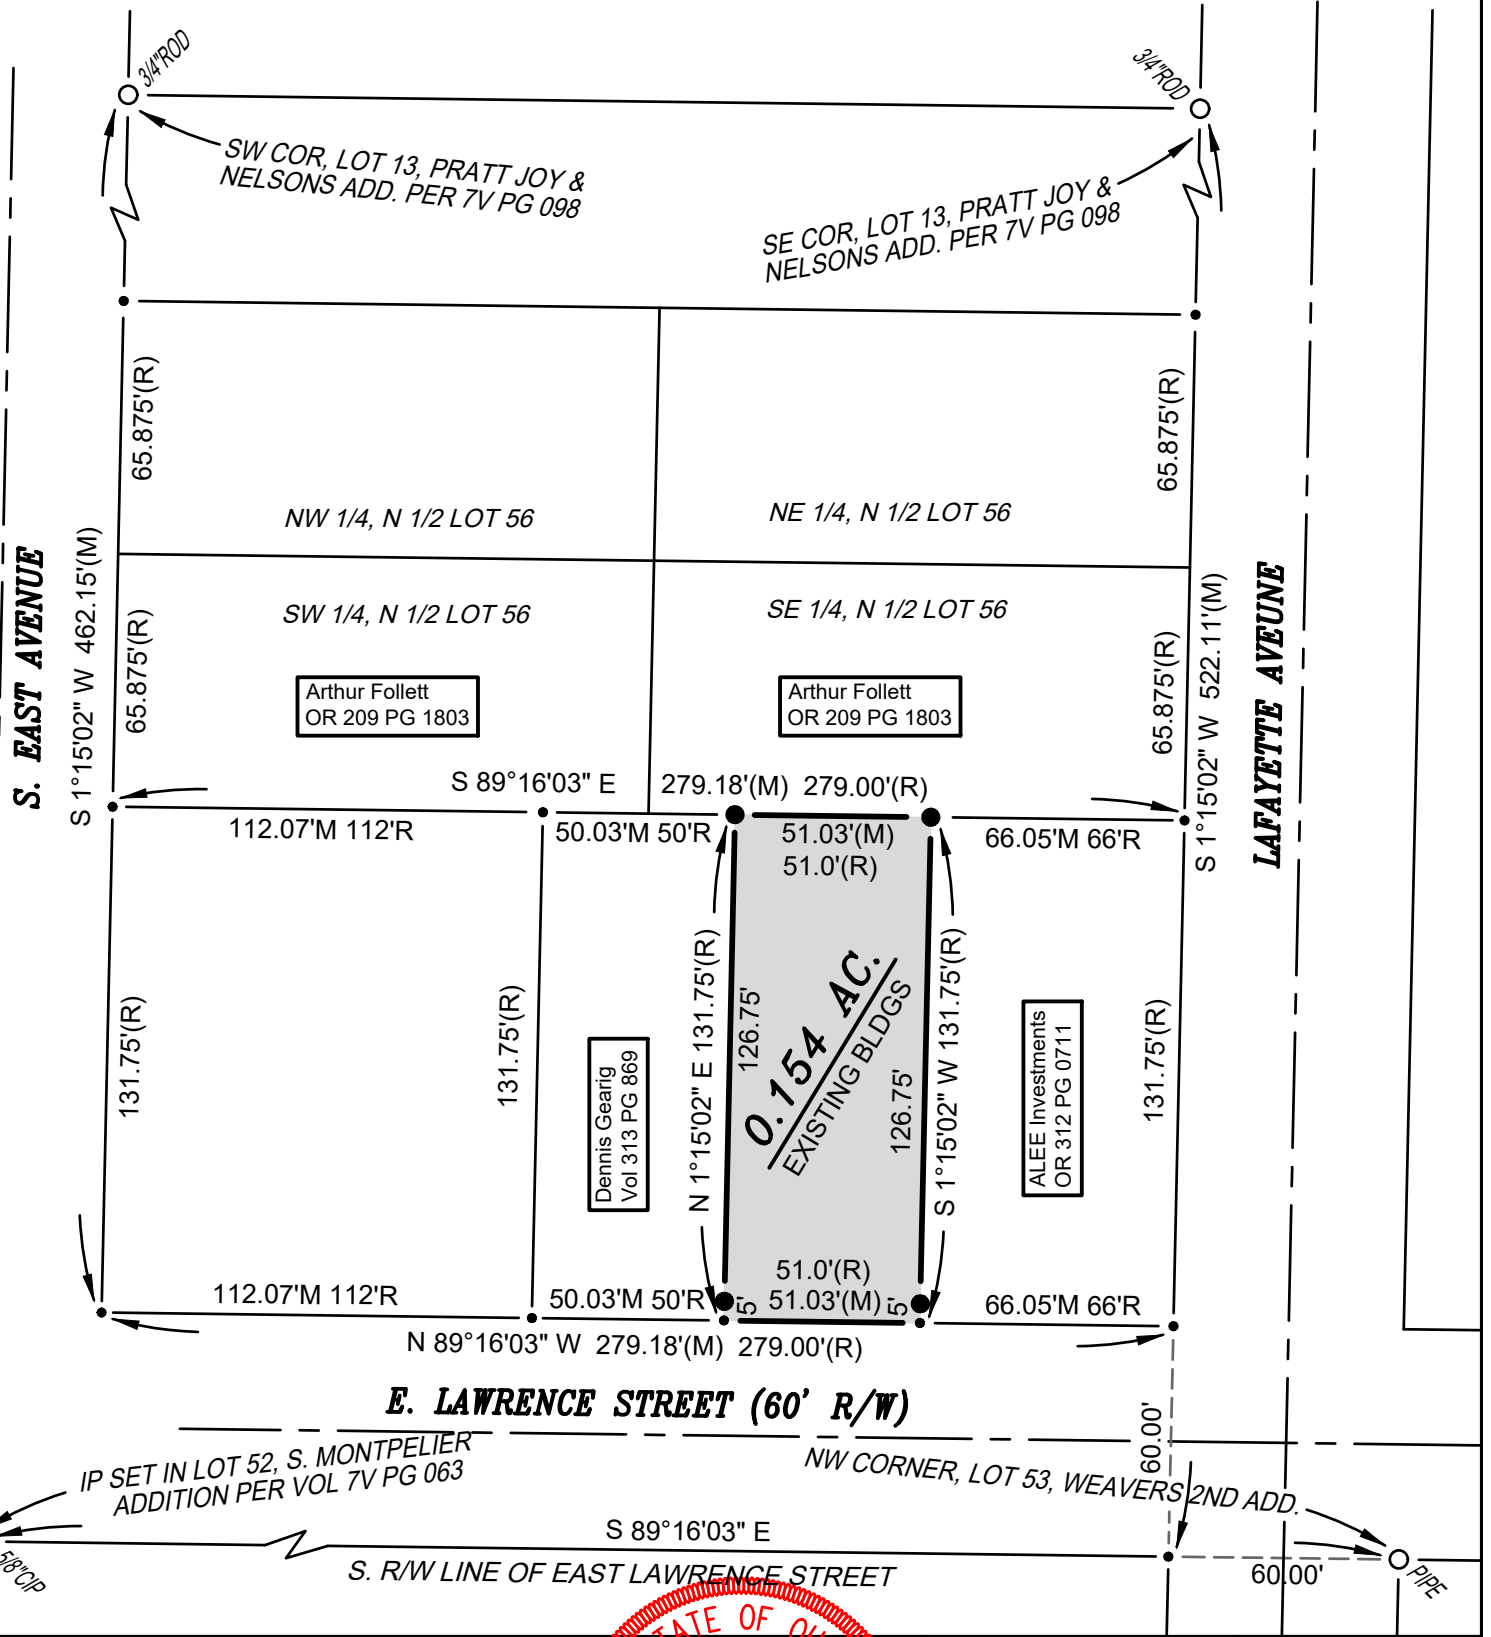 3/4"ROD
3/4"ROD
SW COR, LOT 13, PRATT JOY &
NELSONS ADD. PER 7V PG 098
SE COR, LOT 13, PRATT JOY &
NELSONS ADD. PER 7V PG 098
65.875'(R)
65.875'(R)
NW 1/4, N 1/2 LOT 56
NE 1/4, N 1/2 LOT 56
S. EAST AVENUE
S 1°15'02" W 462.15'(M)
65.875'(R)
SW 1/4, N 1/2 LOT 56
SE 1/4, N 1/2 LOT 56
65.875'(R)
S 1°15'02" W 522.11'(M)
LAFAYETTE AVEUNE
Arthur Follett
OR 209 PG 1803
Arthur Follett
OR 209 PG 1803
S 89°16'03" E 279.18'(M) 279.00'(R)
112.07'M 112'R
50.03'M 50'R
51.03'(M)
51.0'(R)
66.05'M 66'R
131.75'(R)
131.75'(R)
Dennis Gearig
Vol 313 PG 869
N 1°15'02" E 131.75'(R)
126.75'
0.154 AC.
EXISTING BLDGS
126.75'
S 1°15'02" W 131.75'(R)
ALEE Investments
OR 312 PG 0711
131.75'(R)
112.07'M 112'R
50.03'M 50'R
5'
51.0'(R)
51.03'(M)
5'
66.05'M 66'R
N 89°16'03" W 279.18'(M) 279.00'(R)
E. LAWRENCE STREET (60' R/W)
60.00'
IP SET IN LOT 52, S. MONTPELIER
ADDITION PER VOL 7V PG 063
NW CORNER, LOT 53, WEAVERS 2ND ADD.
S 89°16'03" E
S. R/W LINE OF EAST LAWRENCE STREET
5/8"CIP
60.00'
PIPE
OF